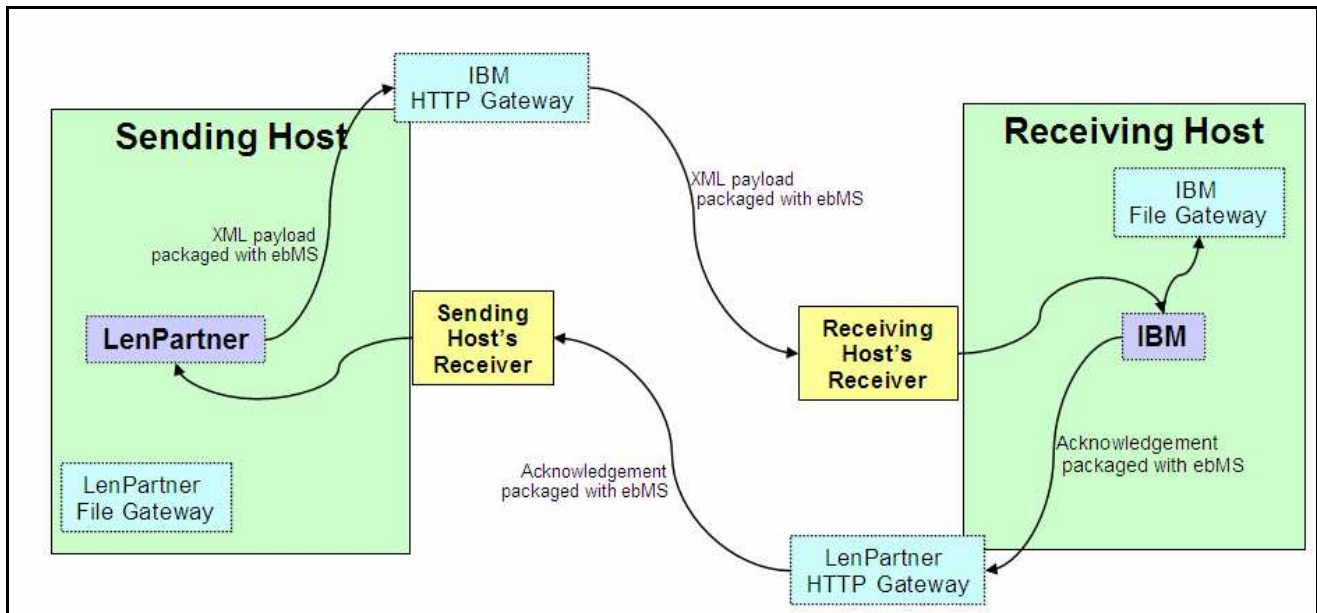 IBM
HTTP Gateway
Sending Host
Receiving Host
XML payload
packaged with ebMS
XML payload
packaged with ebMS
IBM
File Gateway
LenPartner
Sending
Host's
Receiver
Receiving
Host's
Receiver
IBM
Acknowledgement
packaged with ebMS
Acknowledgement
packaged with ebMS
LenPartner
File Gateway
LenPartner
HTTP Gateway